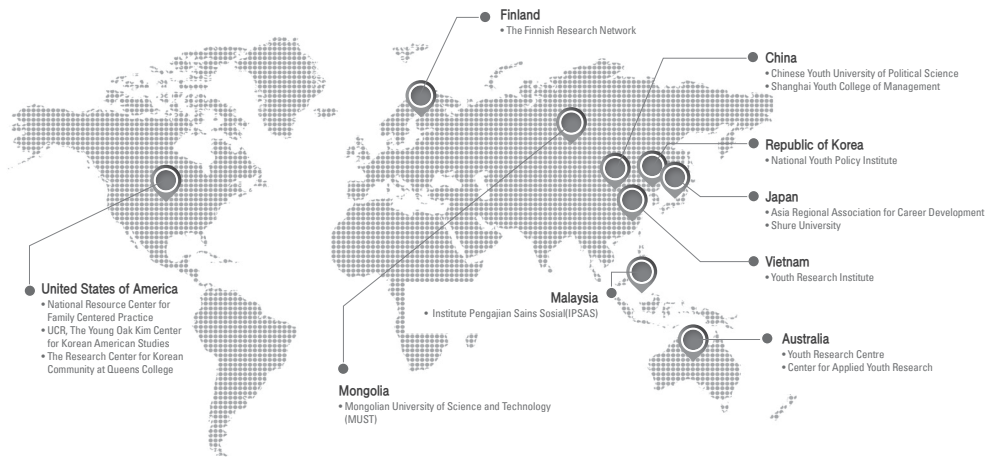 Finland
• The Finnish Research Network
China
• Chinese Youth University of Political Science
• Shanghai Youth College of Management
Republic of Korea
• National Youth Policy Institute
Japan
• Asia Regional Association for Career Development
• Shure University
Vietnam
• Youth Research Institute
United States of America
• National Resource Center for
Family Centered Practice
• UCR, The Young Oak Kim Center
for Korean American Studies
• The Research Center for Korean
Community at Queens College
Malaysia
• Institute Pengajian Sains Sosial(IPSAS)
Australia
• Youth Research Centre
• Center for Applied Youth Research
Mongolia
• Mongolian University of Science and Technology
(MUST)